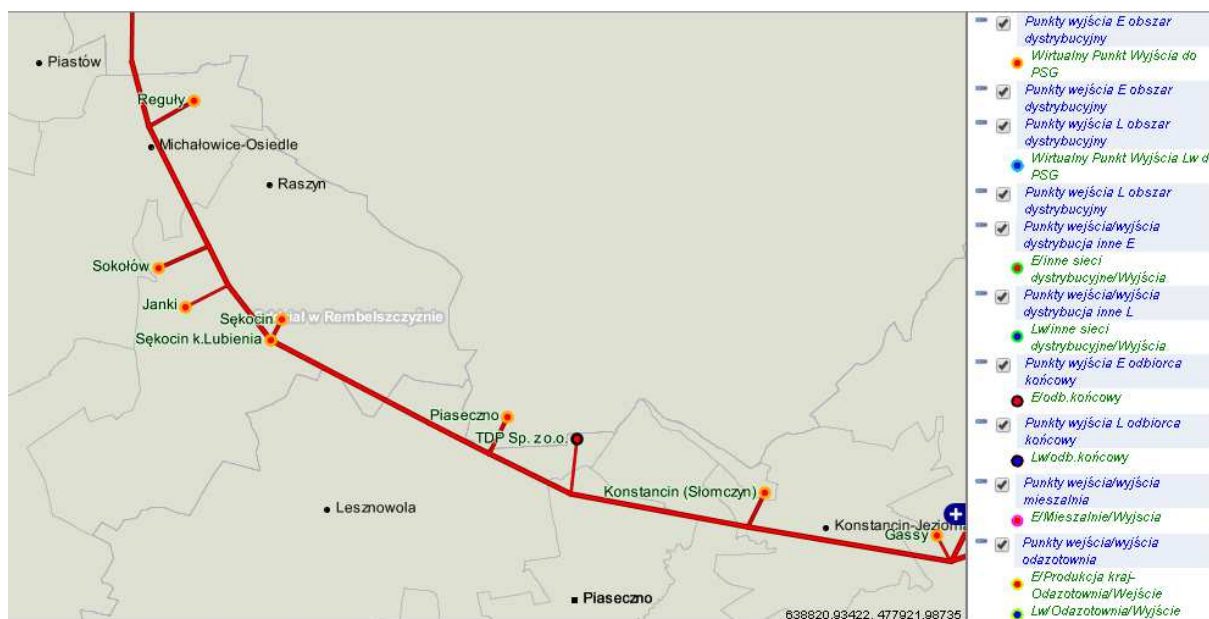 Piastów
Reguły
Michałowice-Osiedle
Raszyn
Sokołów
Janki
Sękocin
w Rembelszczyźnie
Sękocin k.Lubienia
Piaseczno
TDP Sp. z o.o.
Konstancin (Słomczyn)
Lesznowola
Konstancin-Jeziorna
Gassy
Piaseczno
638820.93422, 477921.98735
Punkty wyjścia E obszar
dystrybucyjny
Wirtualny Punkt Wyjścia do
PSG
Punkty wejścia E obszar
dystrybucyjny
Punkty wyjścia L obszar
dystrybucyjny
Wirtualny Punkt Wyjścia Lw d
PSG
Punkty wejścia L obszar
dystrybucyjny
Punkty wejścia/wyjścia
dystrybucja inne E
E/inne sieci
dystrybucyjne/Wyjścia
Punkty wejścia/wyjścia
dystrybucja inne L
Lw/inne sieci
dystrybucyjne/Wyjścia
Punkty wyjścia E odbiorca
końcowy
E/odb.końcowy
Punkty wyjścia L odbiorca
końcowy
Lw/odb.końcowy
Punkty wejścia/wyjścia
mieszalnia
E/Mieszalnie/Wyjscia
Punkty wejścia/wyjścia
odazotownia
E/Produkcja kraj-
Odazotownia/Wejście
Lw/Odazotownia/Wyjście